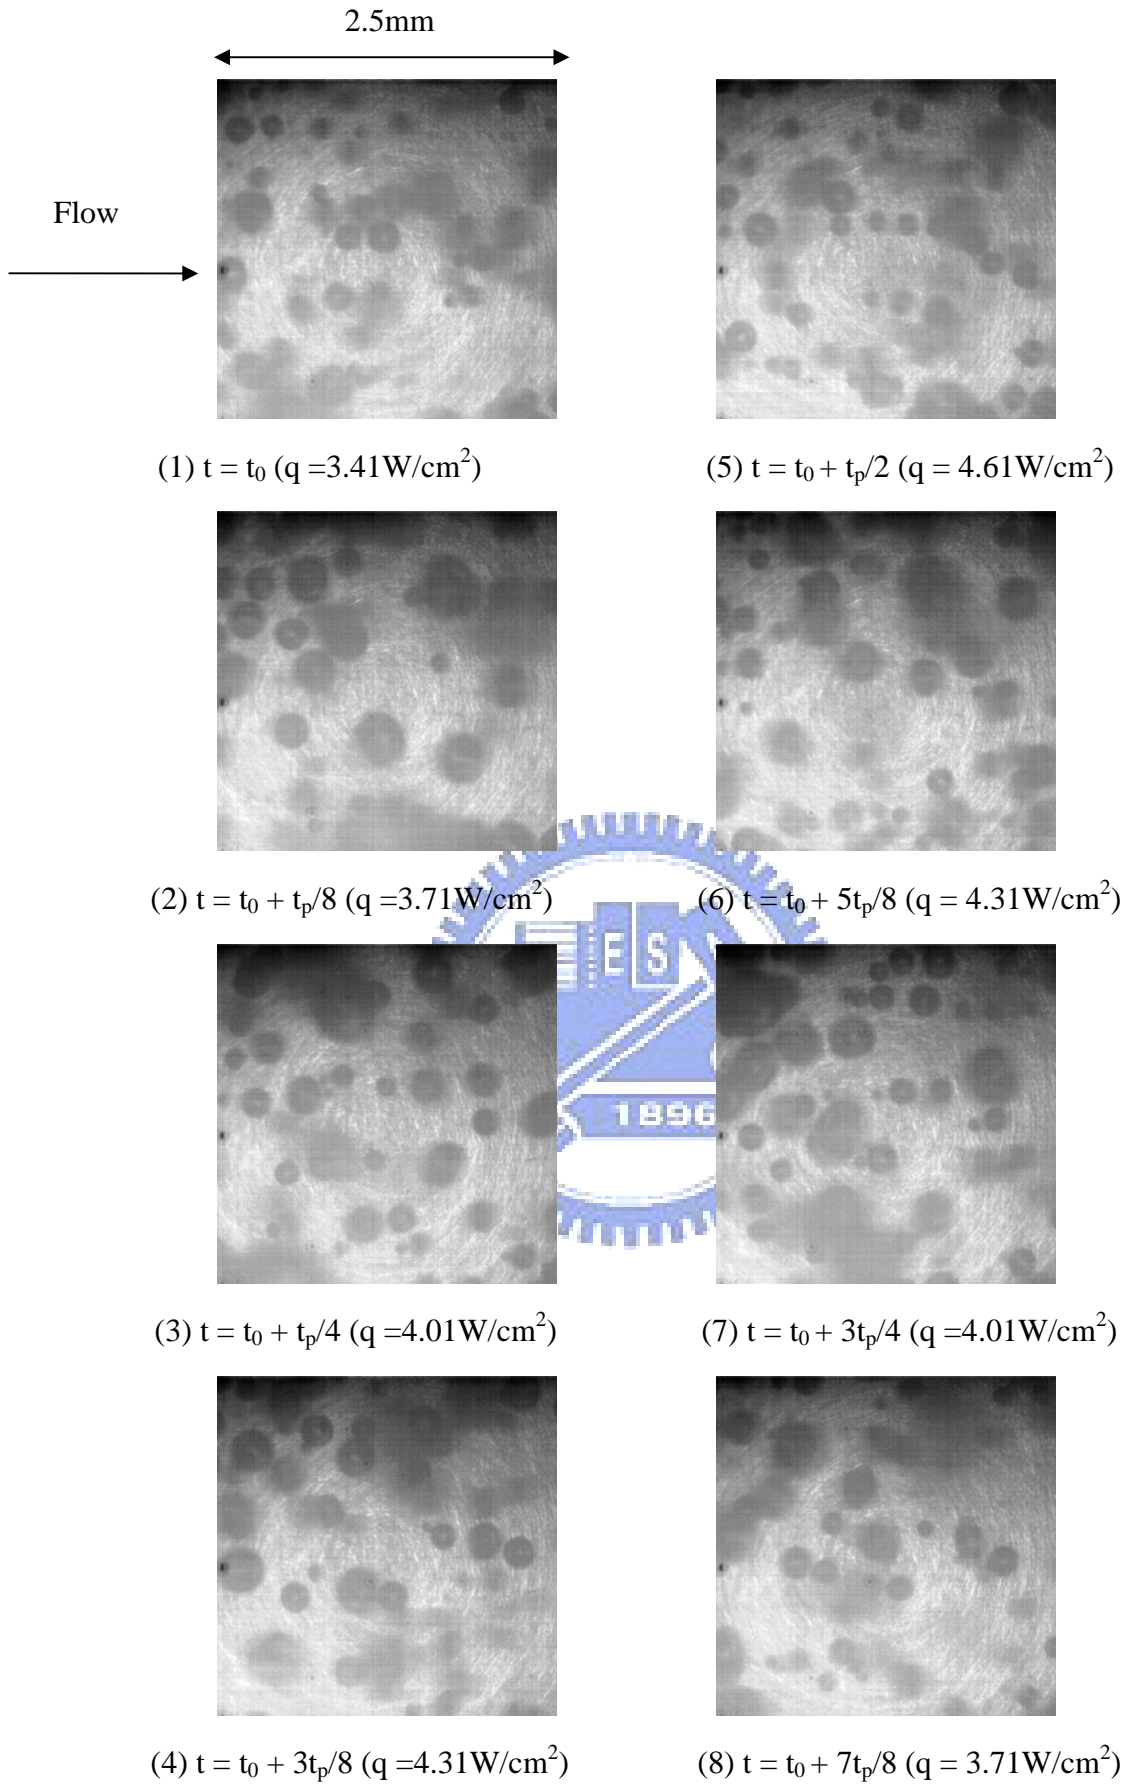 2.5mm
Flow
(1) t = t₀ (q =3.41W/cm²)
(5) t = t₀ + tₚ/2 (q = 4.61W/cm²)
(2) t = t₀ + tₚ/8 (q =3.71W/cm²)
(6) t = t₀ + 5tₚ/8 (q = 4.31W/cm²)
ES
1896
(3) t = t₀ + tₚ/4 (q =4.01W/cm²)
(7) t = t₀ + 3tₚ/4 (q =4.01W/cm²)
(4) t = t₀ + 3tₚ/8 (q =4.31W/cm²)
(8) t = t₀ + 7tₚ/8 (q = 3.71W/cm²)